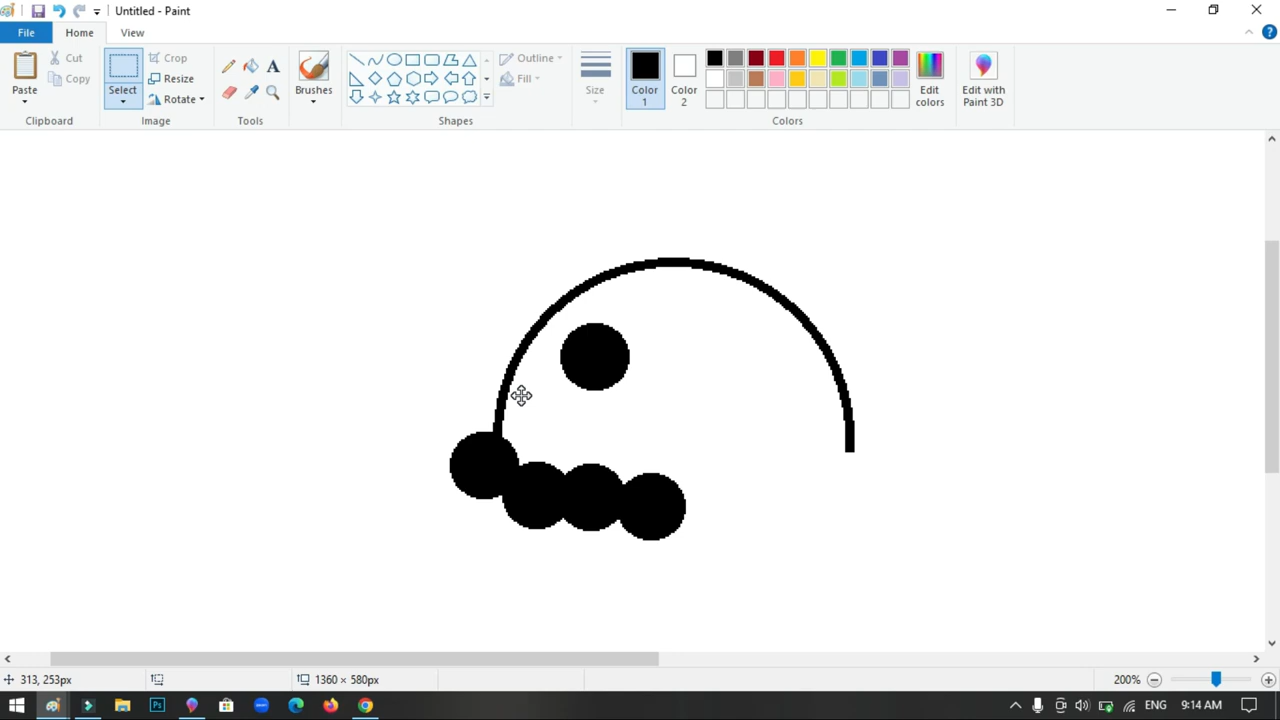 Untitled - Paint
File Home View
Paste
Cut
Copy
Clipboard
Select
Crop
Resize
Rotate
Image
A
Tools
Brushes
Outline
Fill
Shapes
Size
Color 1
Color 2
Edit colors
Colors
Edit with Paint 3D
313, 253px
1360 × 580px
200%
Ps
zoom
ENG
9:14 AM